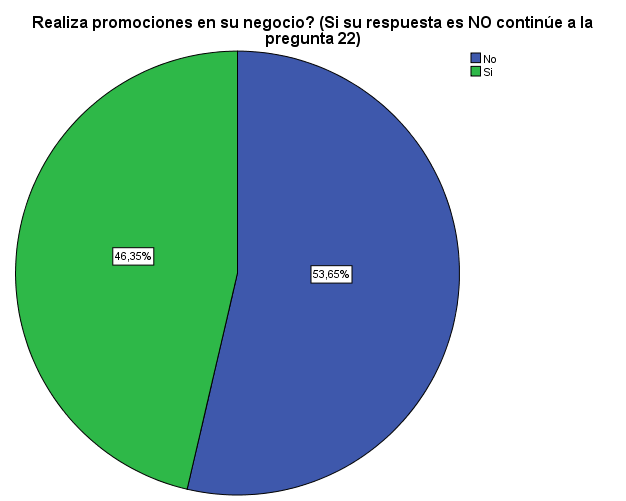 Realiza promociones en su negocio? (Si su respuesta es NO continúe a la
pregunta 22)
No
Si
46,35%
53,65%